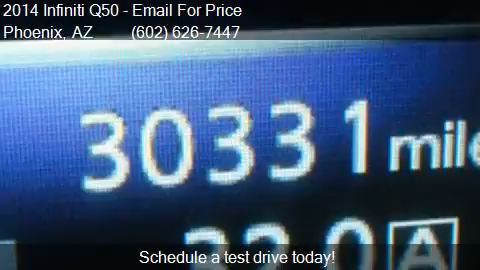 2014 Infiniti Q50 - Email For Price
Phoenix, AZ (602) 626-7447
30331 mile
A
Schedule a test drive today!